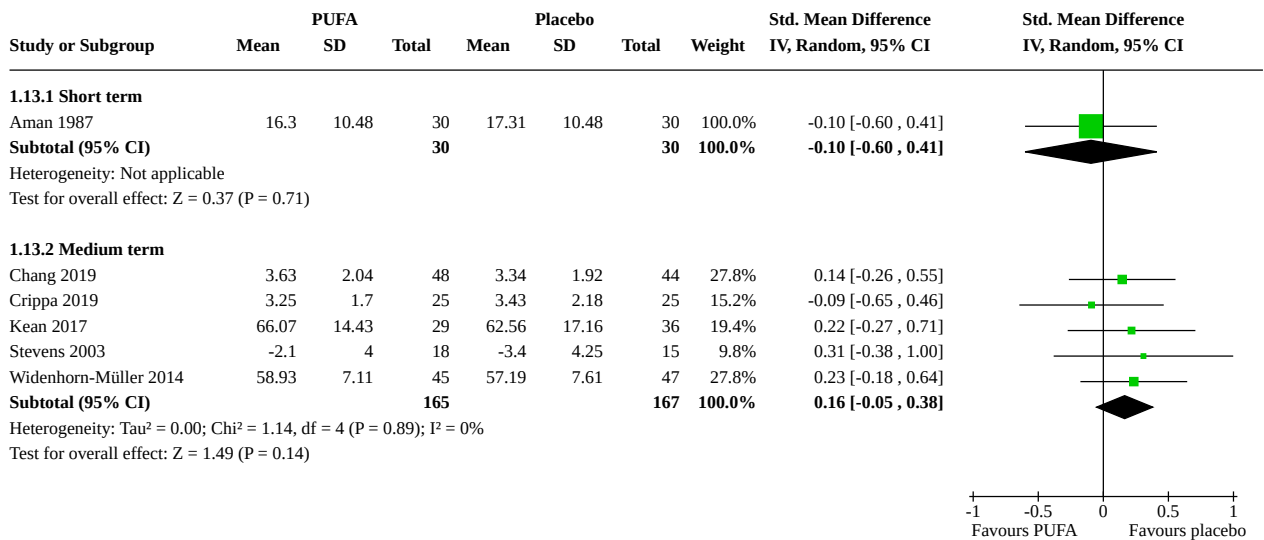 PUFA Placebo Std. Mean Difference Std. Mean Difference
Study or Subgroup Mean SD Total Mean SD Total Weight IV, Random, 95% CI IV, Random, 95% CI
1.13.1 Short term
Aman 1987 16.3 10.48 30 17.31 10.48 30 100.0% -0.10 [-0.60 , 0.41]
Subtotal (95% CI) 30 30 100.0% -0.10 [-0.60 , 0.41]
Heterogeneity: Not applicable
Test for overall effect: Z = 0.37 (P = 0.71)
1.13.2 Medium term
Chang 2019 3.63 2.04 48 3.34 1.92 44 27.8% 0.14 [-0.26 , 0.55]
Crippa 2019 3.25 1.7 25 3.43 2.18 25 15.2% -0.09 [-0.65 , 0.46]
Kean 2017 66.07 14.43 29 62.56 17.16 36 19.4% 0.22 [-0.27 , 0.71]
Stevens 2003 -2.1 4 18 -3.4 4.25 15 9.8% 0.31 [-0.38 , 1.00]
Widenhorn-Müller 2014 58.93 7.11 45 57.19 7.61 47 27.8% 0.23 [-0.18 , 0.64]
Subtotal (95% CI) 165 167 100.0% 0.16 [-0.05 , 0.38]
Heterogeneity: Tau² = 0.00; Chi² = 1.14, df = 4 (P = 0.89); I² = 0%
Test for overall effect: Z = 1.49 (P = 0.14)
-1 -0.5 0 0.5 1
Favours PUFA Favours placebo